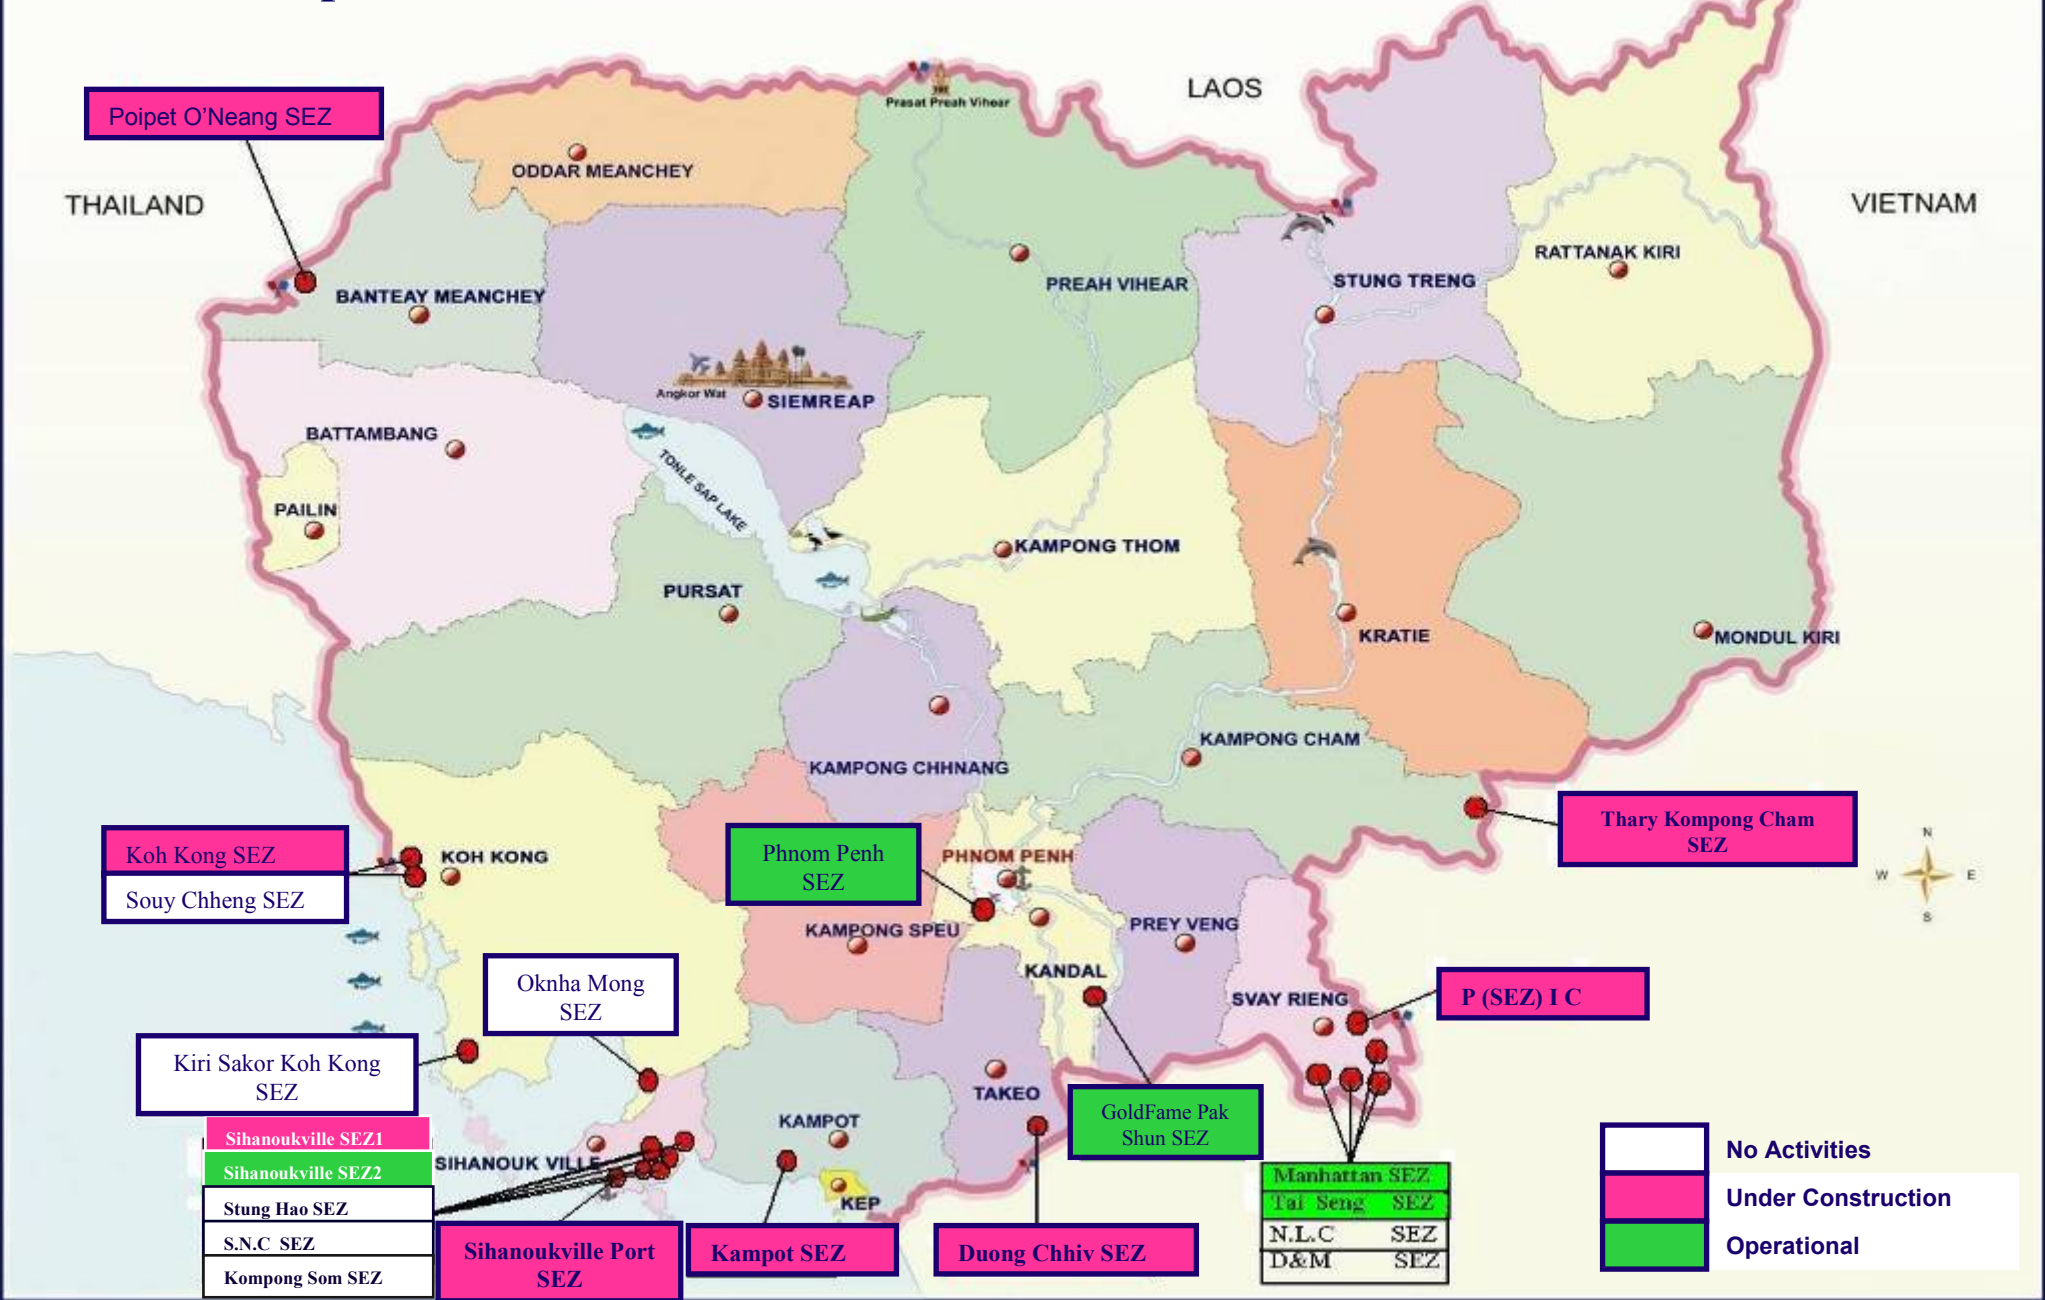 LAOS
Prasat Preah Vihear
Poipet O'Neang SEZ
ODDAR MEANCHEY
THAILAND
VIETNAM
RATTANAK KIRI
BANTEAY MEANCHEY
PREAH VIHEAR
STUNG TRENG
Angkor Wat
SIEMREAP
BATTAMBANG
TONLE SAP LAKE
PAILIN
KAMPONG THOM
PURSAT
KRATIE
MONDUL KIRI
KAMPONG CHAM
KAMPONG CHHNANG
Thary Kompong Cham
SEZ
N
W
E
S
Koh Kong SEZ
Souy Chheng SEZ
KOH KONG
Phnom Penh
SEZ
PHNOM PENH
KAMPONG SPEU
PREY VENG
KANDAL
SVAY RIENG
P (SEZ) I C
Oknha Mong
SEZ
Kiri Sakor Koh Kong
SEZ
TAKEO
GoldFame Pak
Shun SEZ
KAMPOT
SIHANOUK VILLE
KEP
Sihanoukville SEZ1
Sihanoukville SEZ2
Stung Hao SEZ
S.N.C SEZ
Kompong Som SEZ
Sihanoukville Port
SEZ
Kampot SEZ
Duong Chhiv SEZ
Manhattan SEZ
Tai Seng SEZ
N.L.C SEZ
D&M SEZ
No Activities
Under Construction
Operational